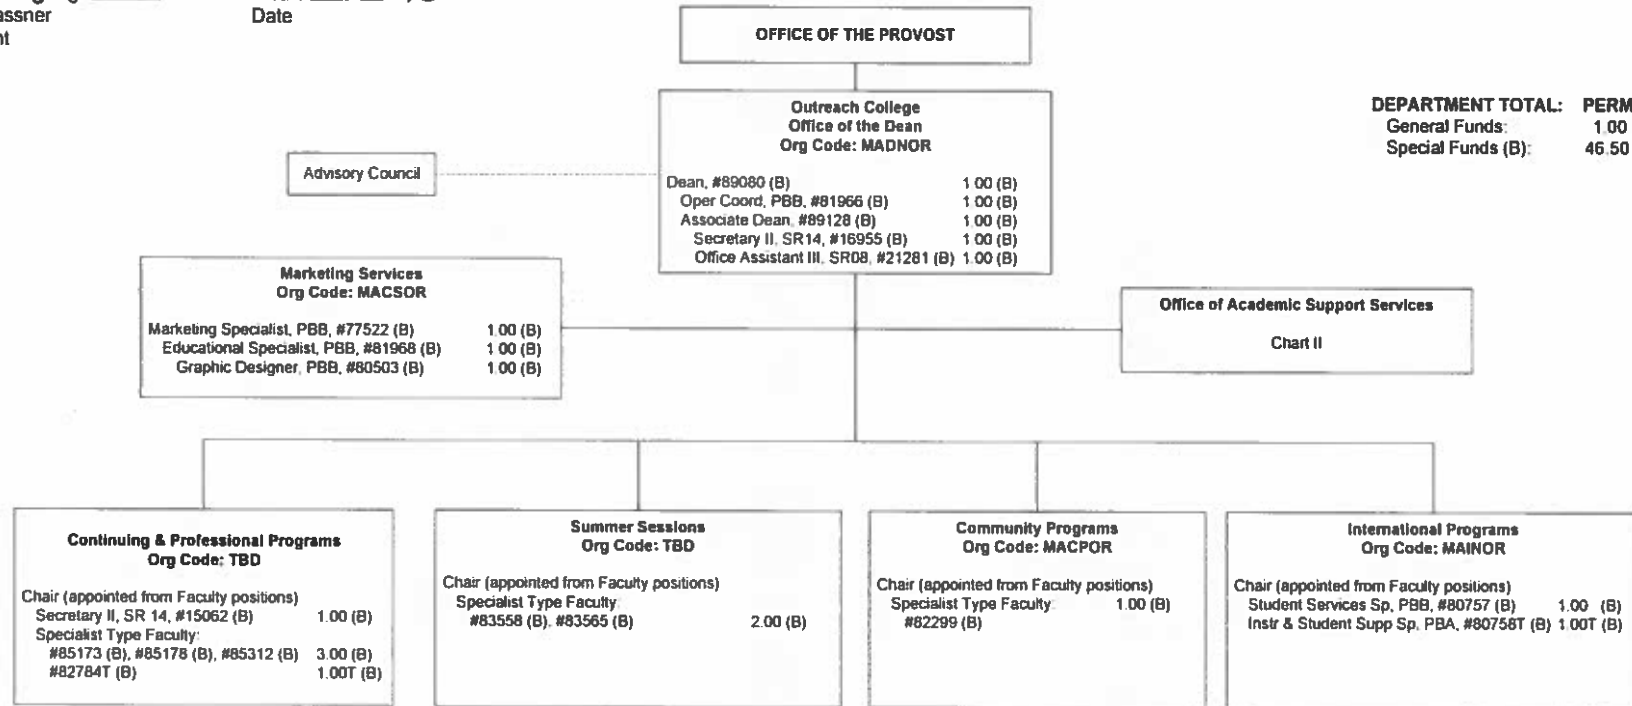 Date
OFFICE OF THE PROVOST
Outreach College
Office of the Dean
Org Code: MADNOR
Dean, #89080 (B) 1.00 (B)
Oper Coord, PBB, #81966 (B) 1.00 (B)
Associate Dean, #89128 (B) 1.00 (B)
Secretary II, SR14, #16955 (B) 1.00 (B)
Office Assistant III, SR08, #21281 (B) 1.00 (B)
DEPARTMENT TOTAL: PERM
General Funds: 1.00
Special Funds (B): 46.50
Advisory Council
Marketing Services
Org Code: MACSOR
Marketing Specialist, PBB, #77522 (B) 1.00 (B)
Educational Specialist, PBB, #81968 (B) 1.00 (B)
Graphic Designer, PBB, #80503 (B) 1.00 (B)
Office of Academic Support Services
Chart II
Continuing & Professional Programs
Org Code: TBD
Chair (appointed from Faculty positions)
Secretary II, SR 14, #15062 (B) 1.00 (B)
Specialist Type Faculty:
#85173 (B), #85178 (B), #85312 (B) 3.00 (B)
#82784T (B) 1.00T (B)
Summer Sessions
Org Code: TBD
Chair (appointed from Faculty positions)
Specialist Type Faculty:
#83558 (B), #83565 (B) 2.00 (B)
Community Programs
Org Code: MACPOR
Chair (appointed from Faculty positions)
Specialist Type Faculty 1.00 (B)
#82299 (B)
International Programs
Org Code: MAINOR
Chair (appointed from Faculty positions)
Student Services Sp, PBB, #80757 (B) 1.00 (B)
Instr & Student Supp Sp, PBA, #80758T (B) 1.00T (B)